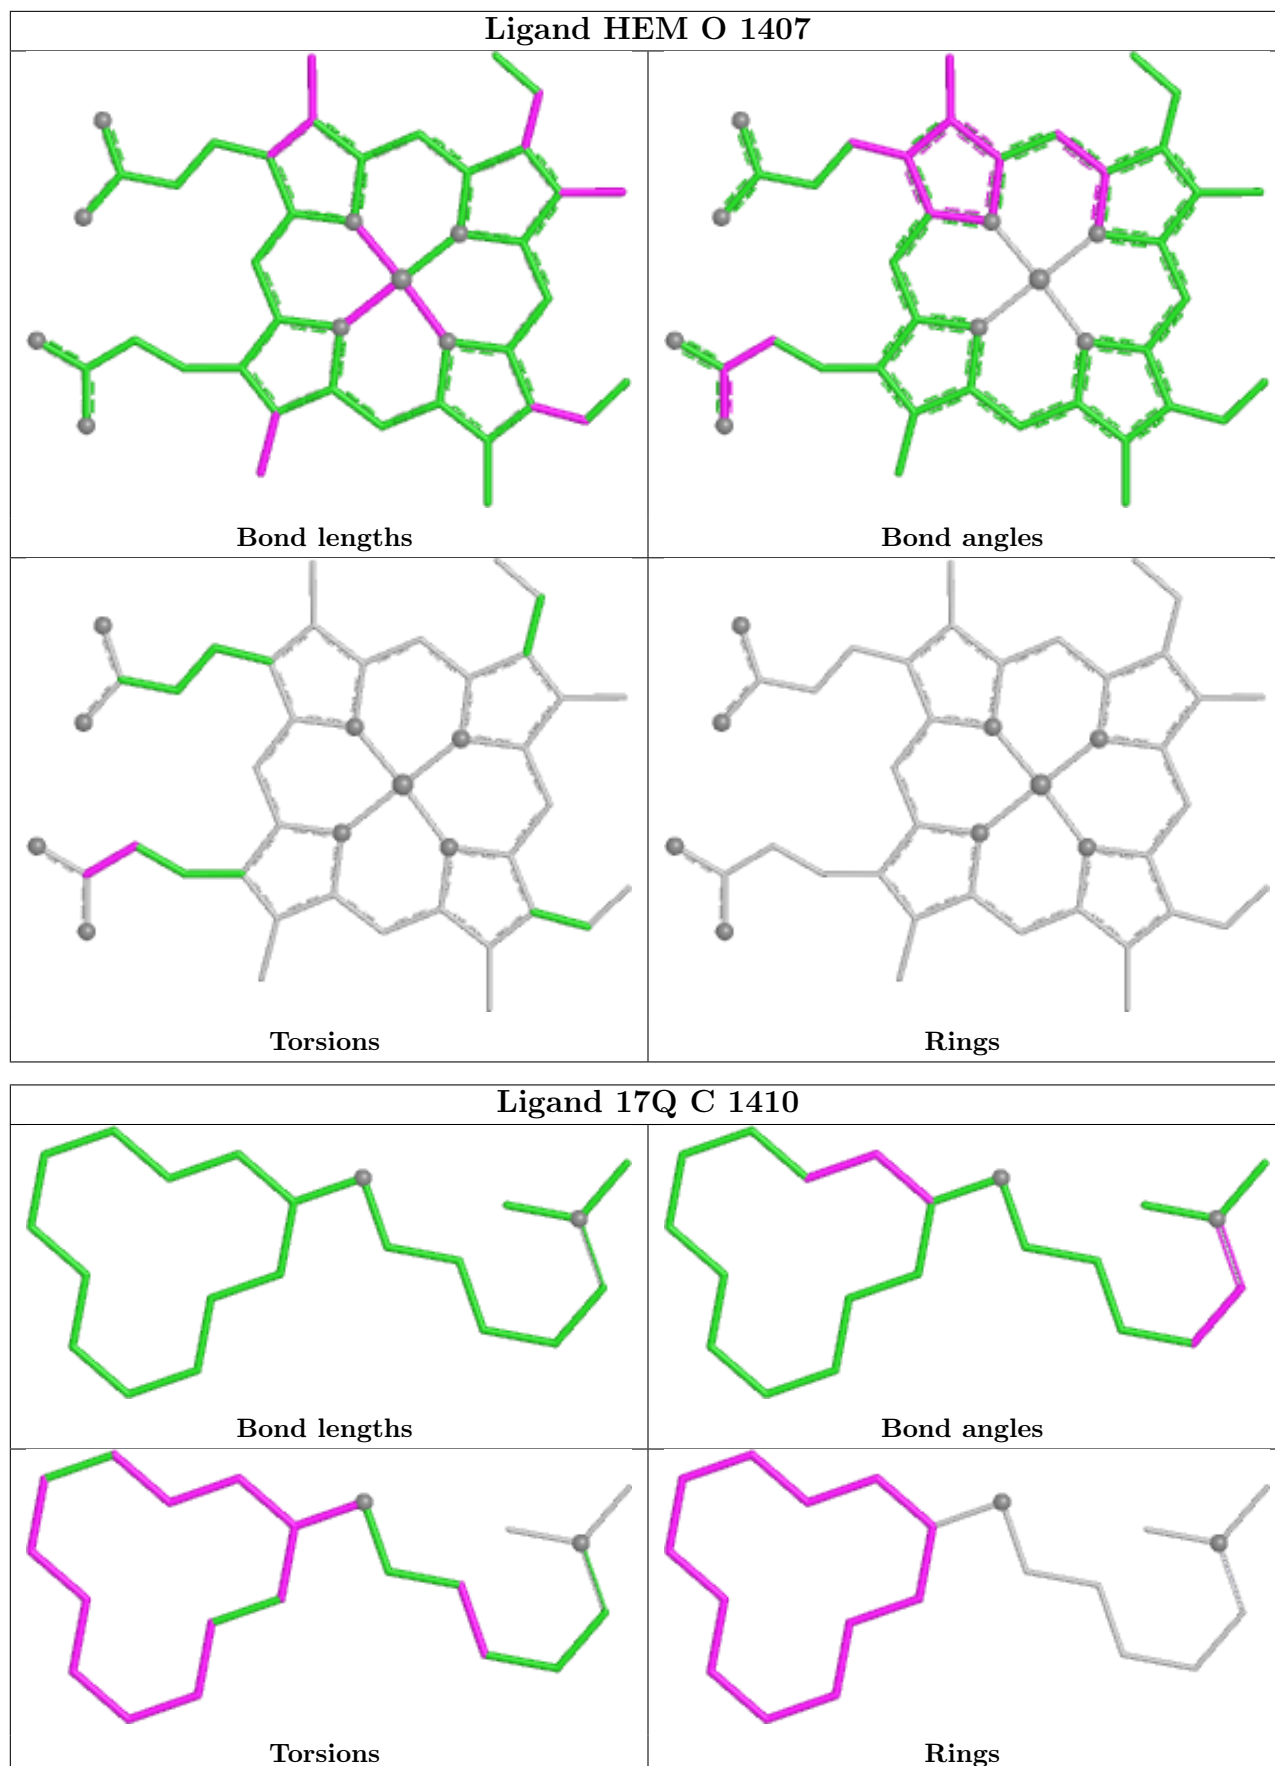 Ligand HEM O 1407
Bond lengths
Bond angles
Torsions
Rings
Ligand 17Q C 1410
Bond lengths
Bond angles
Torsions
Rings